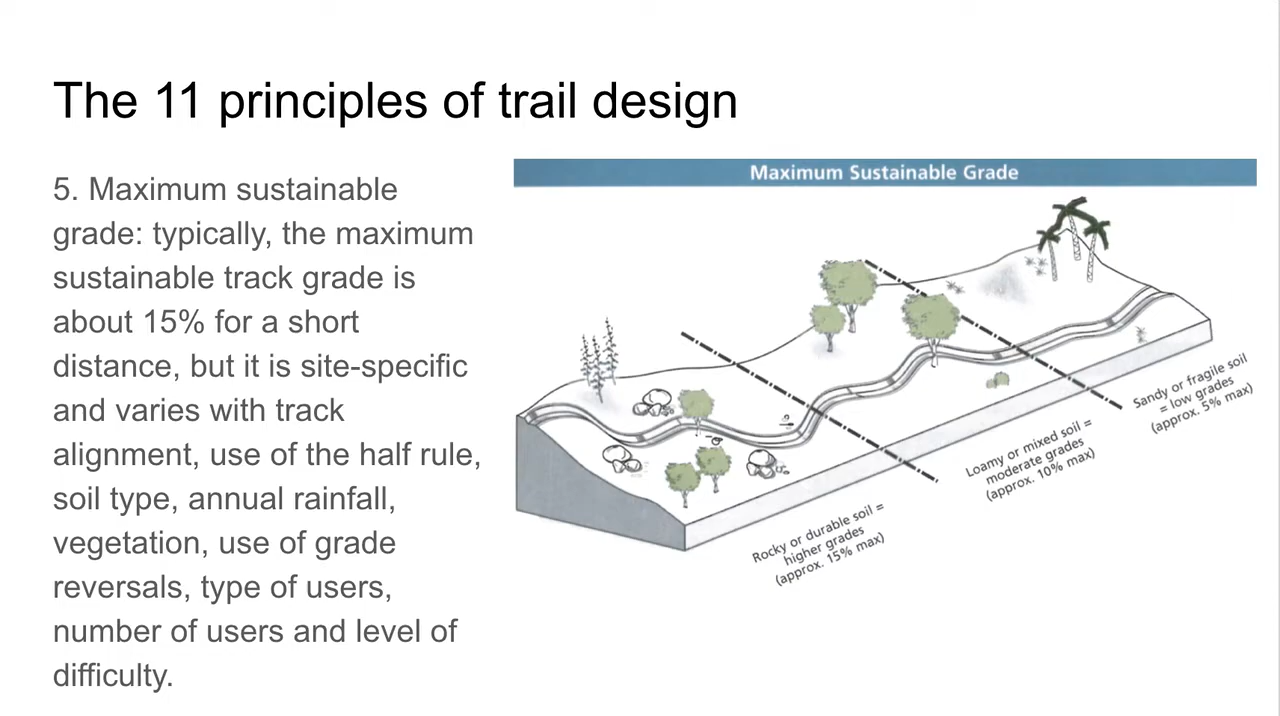 The 11 principles of trail design
5. Maximum sustainable
grade: typically, the maximum
sustainable track grade is
about 15% for a short
distance, but it is site-specific
and varies with track
alignment, use of the half rule,
soil type, annual rainfall,
vegetation, use of grade
reversals, type of users,
number of users and level of
difficulty.
Maximum Sustainable Grade
Rocky or durable soil =
higher grades
(approx. 15% max)
Loamy or mixed soil =
moderate grades
(approx. 10% max)
Sandy or fragile soil
= low grades
(approx. 5% max)